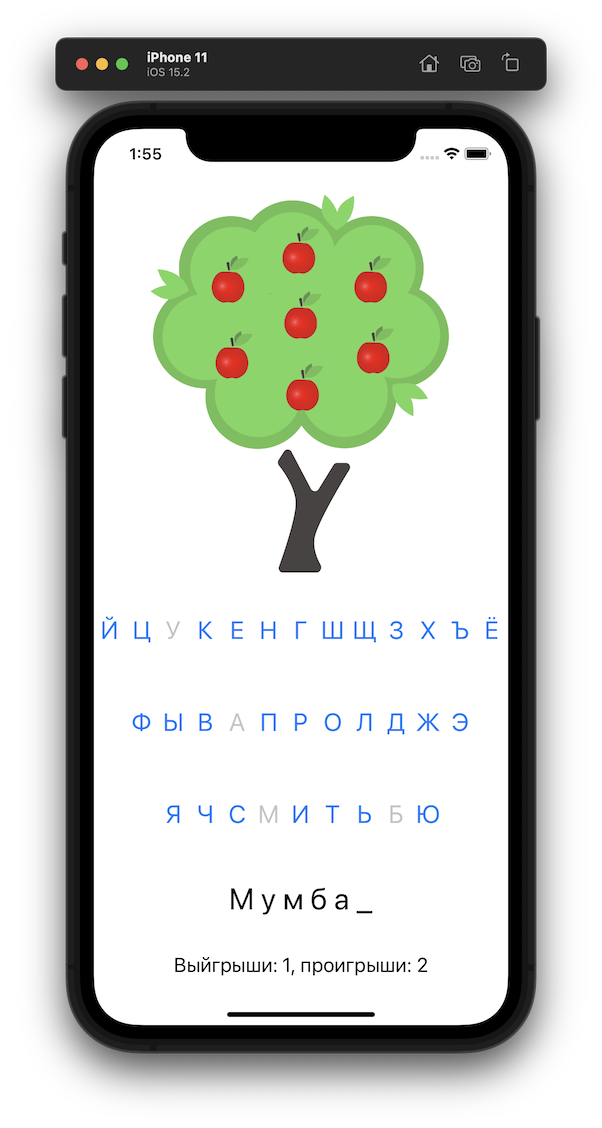 iPhone 11
iOS 15.2
1:55
Й Ц У К Е Н Г Ш Щ З Х Ъ Ё
Ф Ы В А П Р О Л Д Ж Э
Я Ч С М И Т Ь Б Ю
М у м б а _
Выйгрыши: 1, проигрыши: 2